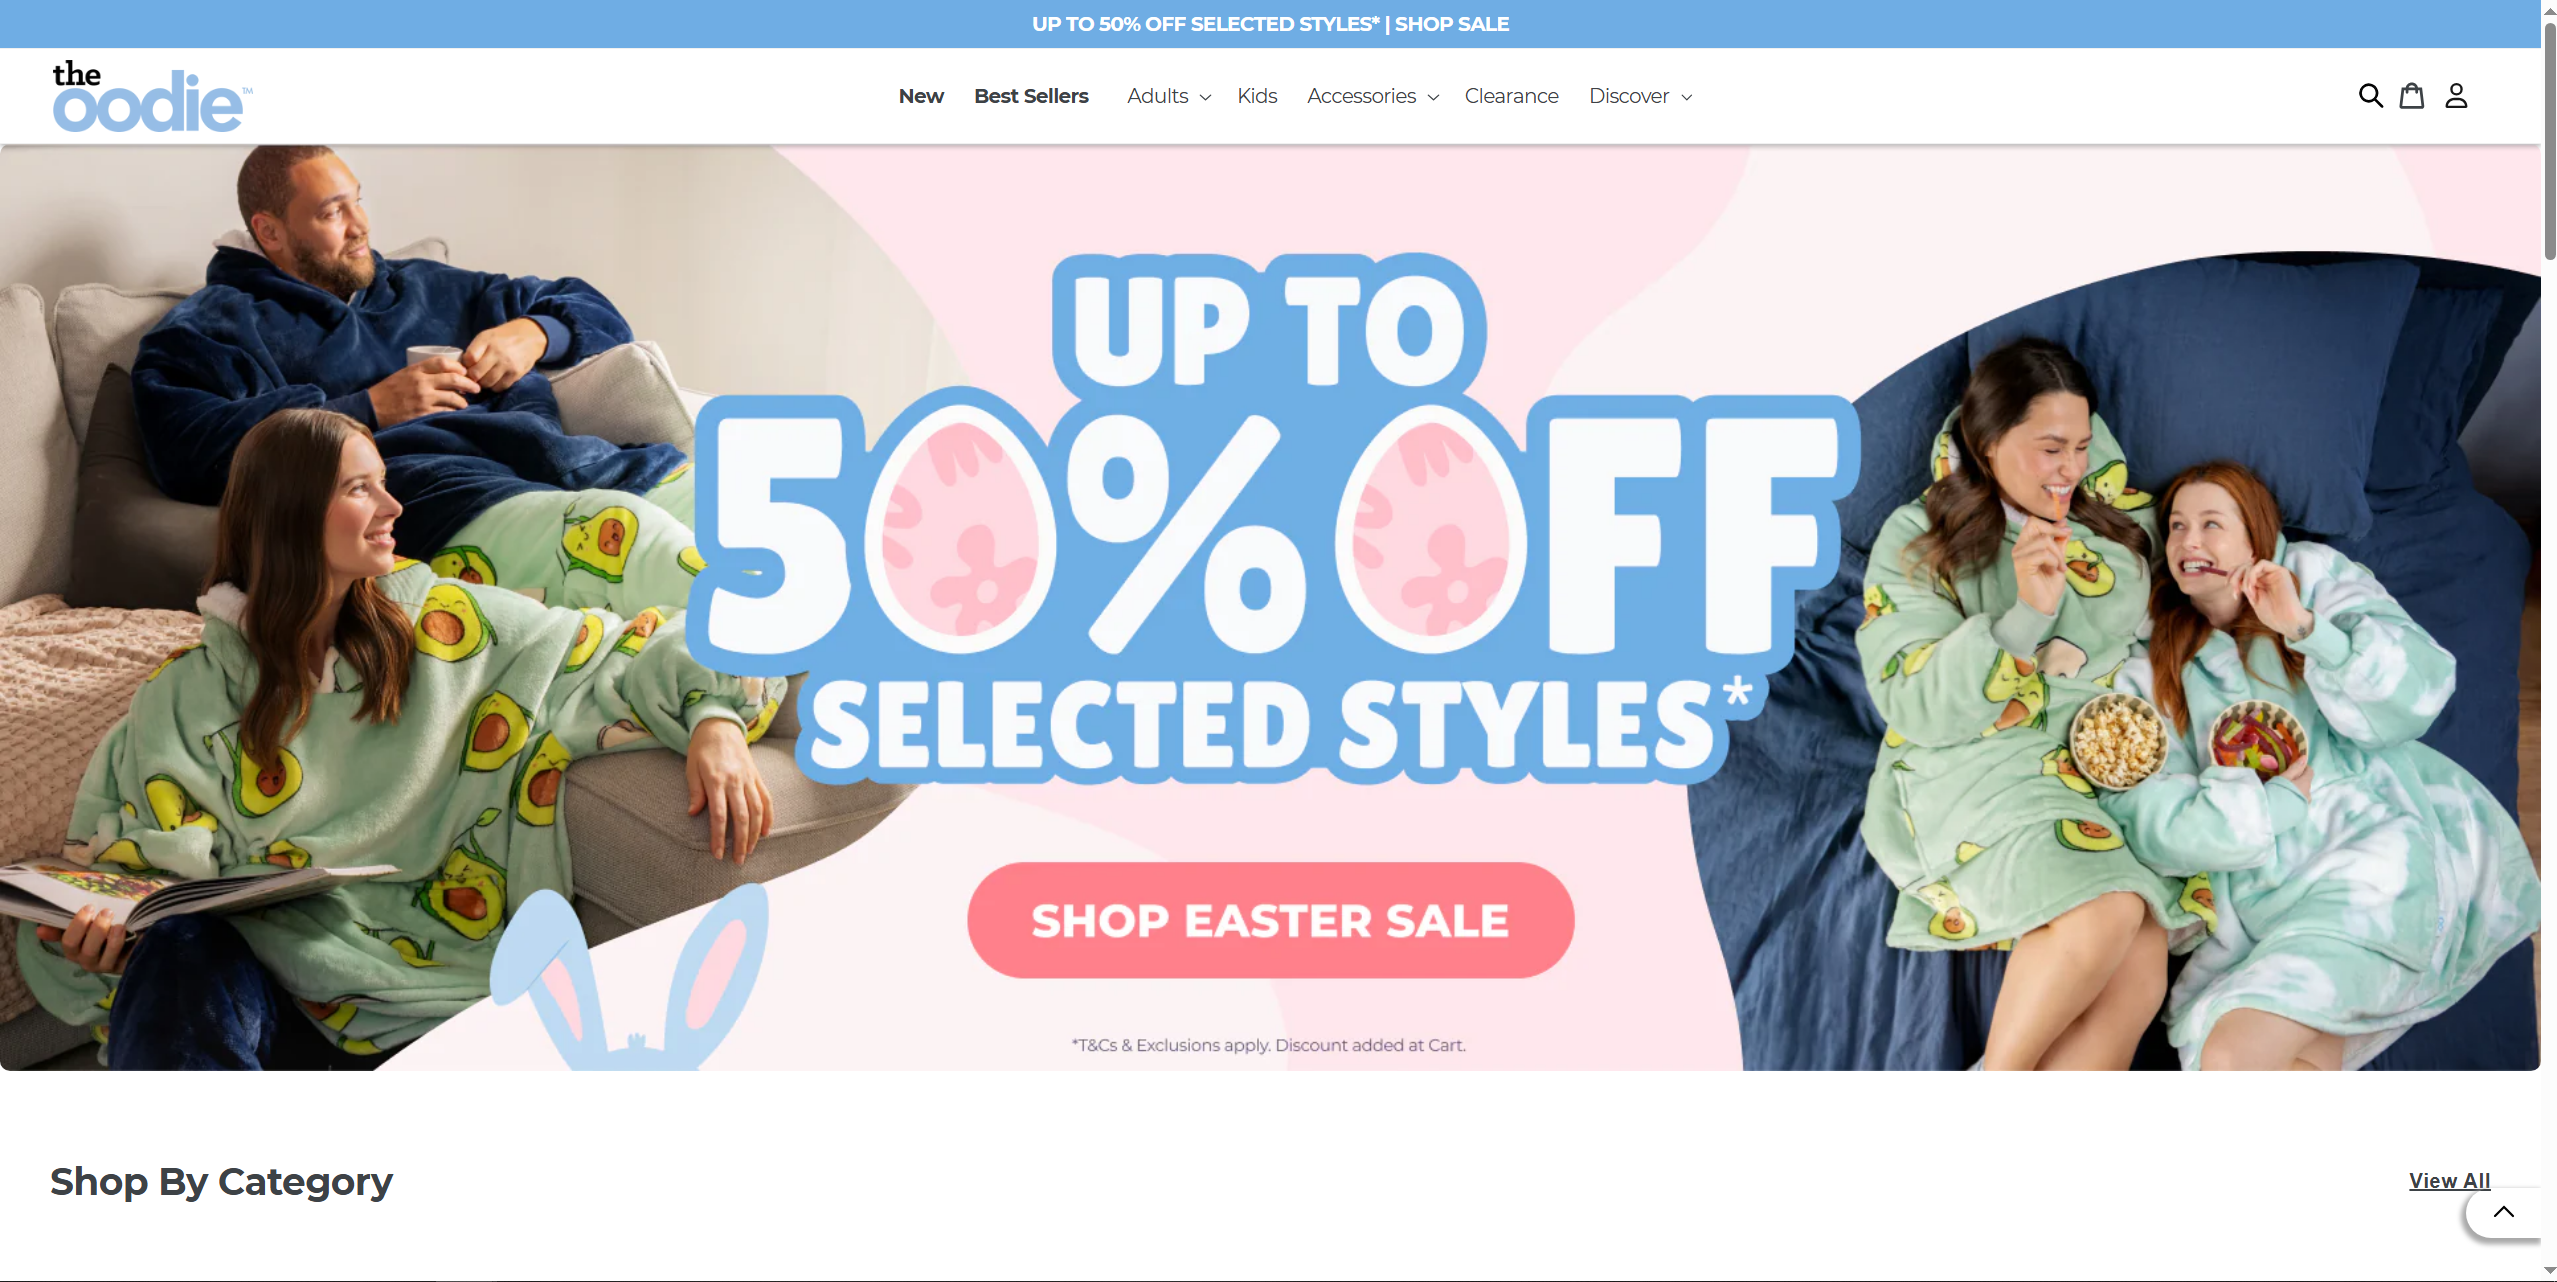 UP TO 50% OFF SELECTED STYLES* | SHOP SALE
the
oodie™
New Best Sellers Adults Kids Accessories Clearance Discover
UP TO
50% OFF
SELECTED STYLES*
SHOP EASTER SALE
*T&Cs & Exclusions apply. Discount added at Cart.
Shop By Category
View All